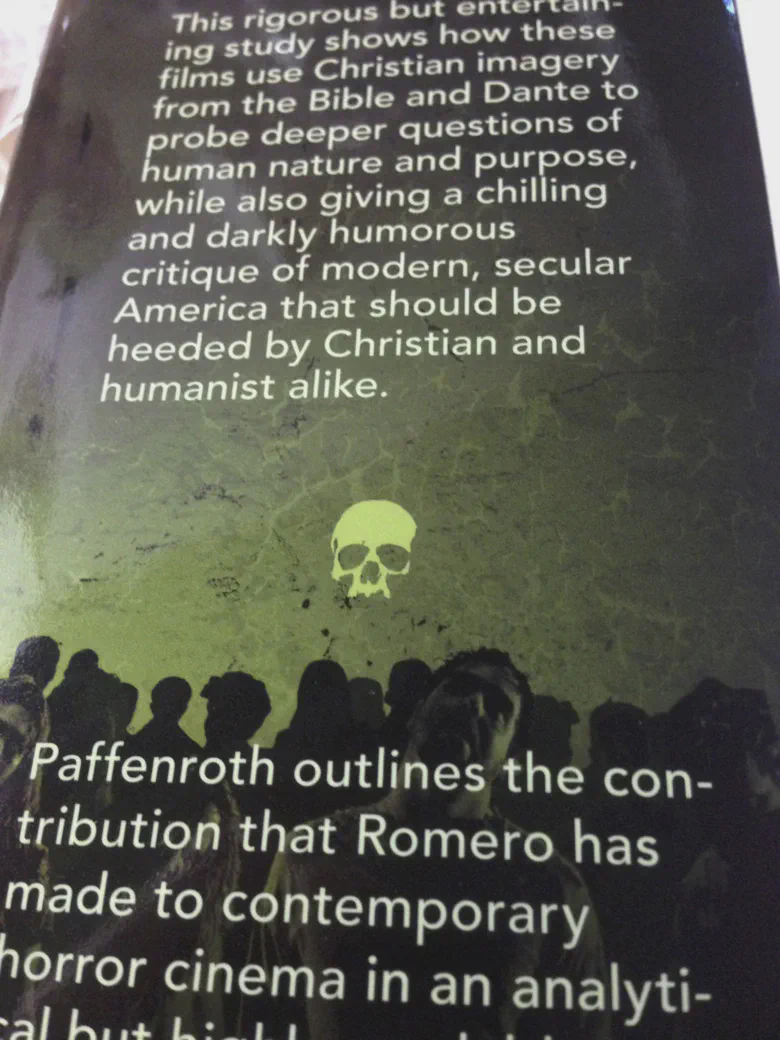 This rigorous but entertain-
ing study shows how these
films use Christian imagery
from the Bible and Dante to
probe deeper questions of
human nature and purpose,
while also giving a chilling
and darkly humorous
critique of modern, secular
America that should be
heeded by Christian and
humanist alike.
Paffenroth outlines the con-
tribution that Romero has
made to contemporary
horror cinema in an analyti-
cal but